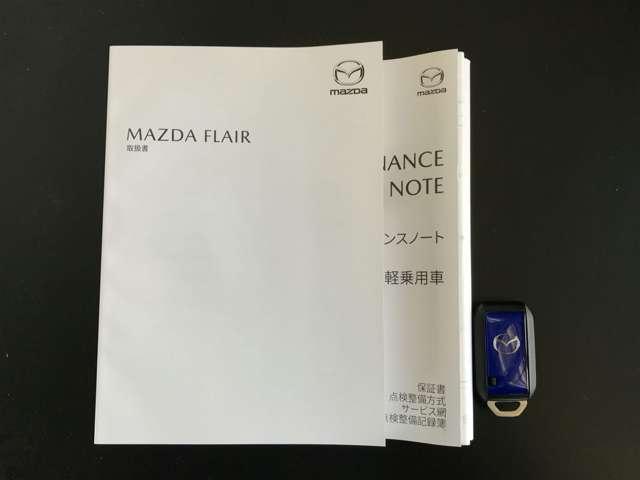 mazda
MAZDA FLAIR
取扱書
mazda
NANCE
NOTE
ンスノート
軽乗用車
保証書
点検整備方式
サービス網
点検整備記録簿